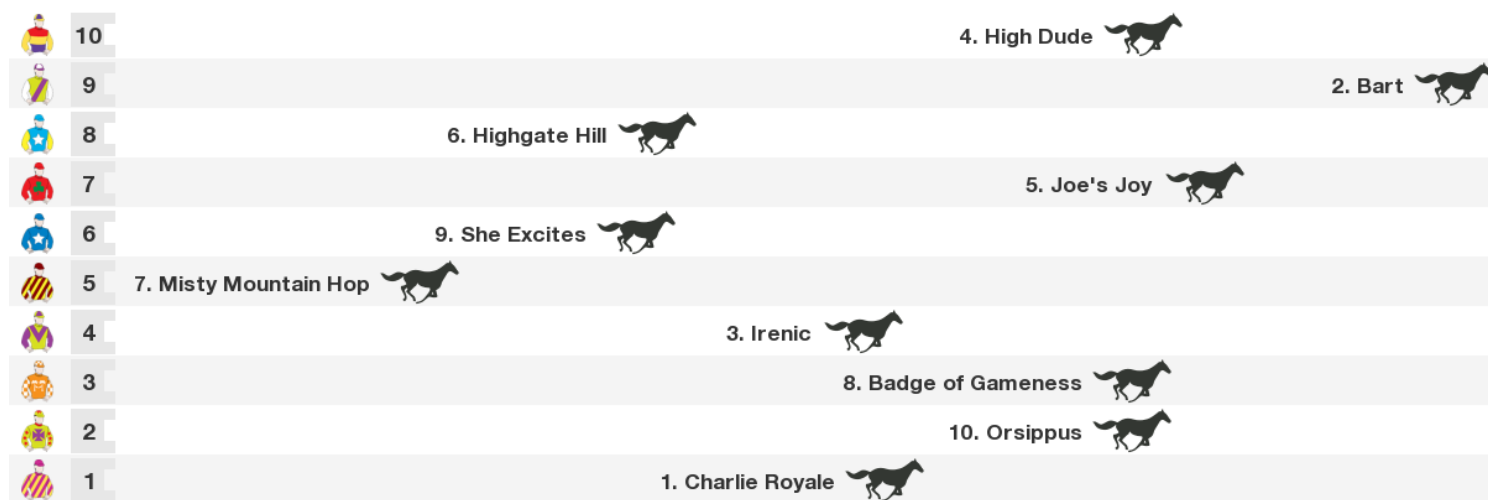 10 4. High Dude
9 2. Bart
8 6. Highgate Hill
7 5. Joe's Joy
6 9. She Excites
5 7. Misty Mountain Hop
4 3. Irenic
3 8. Badge of Gameness
2 10. Orsippus
1 1. Charlie Royale